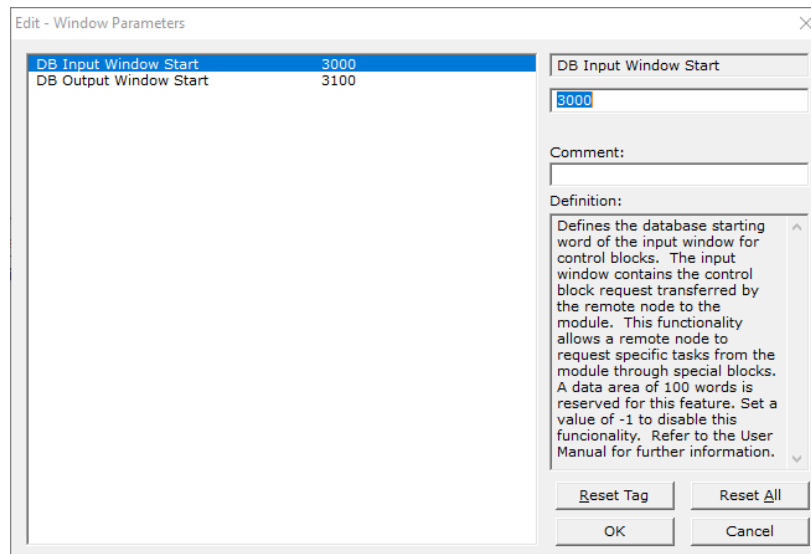 Edit - Window Parameters
DB Input Window Start 3000
DB Output Window Start 3100
DB Input Window Start
3000
Comment:
Definition:
Defines the database starting
word of the input window for
control blocks. The input
window contains the control
block request transferred by
the remote node to the
module. This functionality
allows a remote node to
request specific tasks from the
module through special blocks.
A data area of 100 words is
reserved for this feature. Set a
value of -1 to disable this
funcionality. Refer to the User
Manual for further information.
Reset Tag Reset All
OK Cancel